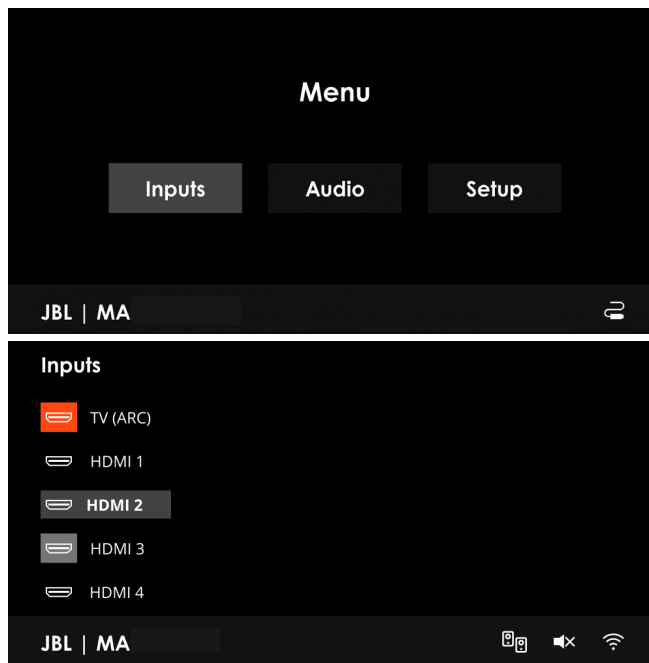 Menu
Inputs Audio Setup
JBL | MA
Inputs
TV (ARC)
HDMI 1
HDMI 2
HDMI 3
HDMI 4
JBL | MA